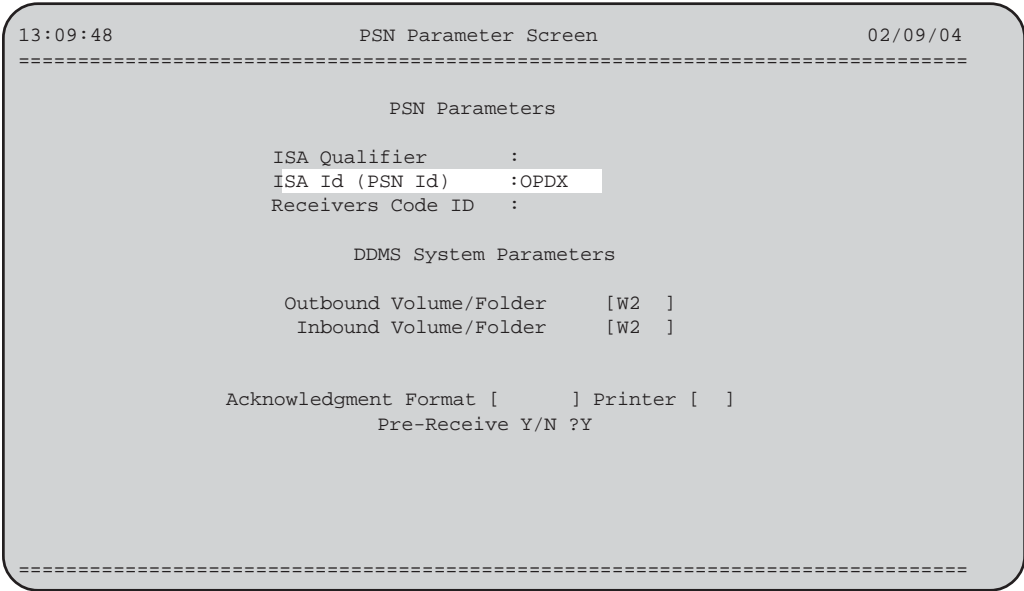 13:09:48 PSN Parameter Screen 02/09/04
================================================================================
PSN Parameters
ISA Qualifier :
ISA Id (PSN Id) :OPDX
Receivers Code ID :
DDMS System Parameters
Outbound Volume/Folder [W2 ]
Inbound Volume/Folder [W2 ]
Acknowledgment Format [ ] Printer [ ]
Pre-Receive Y/N ?Y
================================================================================